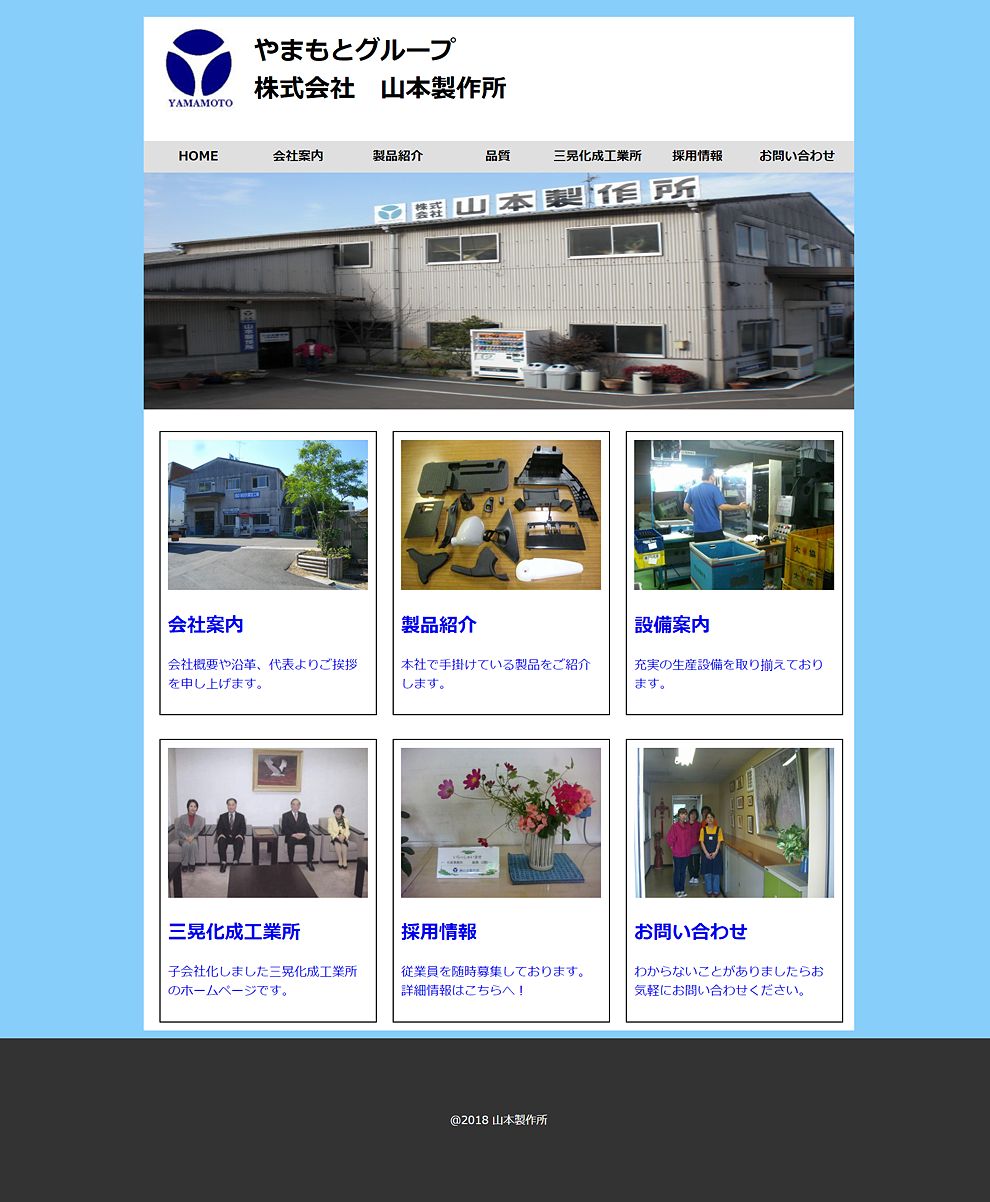 YAMAMOTO
やまもとグループ
株式会社　山本製作所
HOME
会社案内
製品紹介
品質
三晃化成工業所
採用情報
お問い合わせ
株式会社 山本製作所
山本製作所
会社案内
会社概要や沿革、代表よりご挨拶
を申し上げます。
製品紹介
本社で手掛けている製品をご紹介
します。
設備案内
充実の生産設備を取り揃えており
ます。
三晃化成工業所
子会社化しました三晃化成工業所
のホームページです。
採用情報
従業員を随時募集しております。
詳細情報はこちらへ！
お問い合わせ
わからないことがありましたらお
気軽にお問い合わせください。
@2018 山本製作所